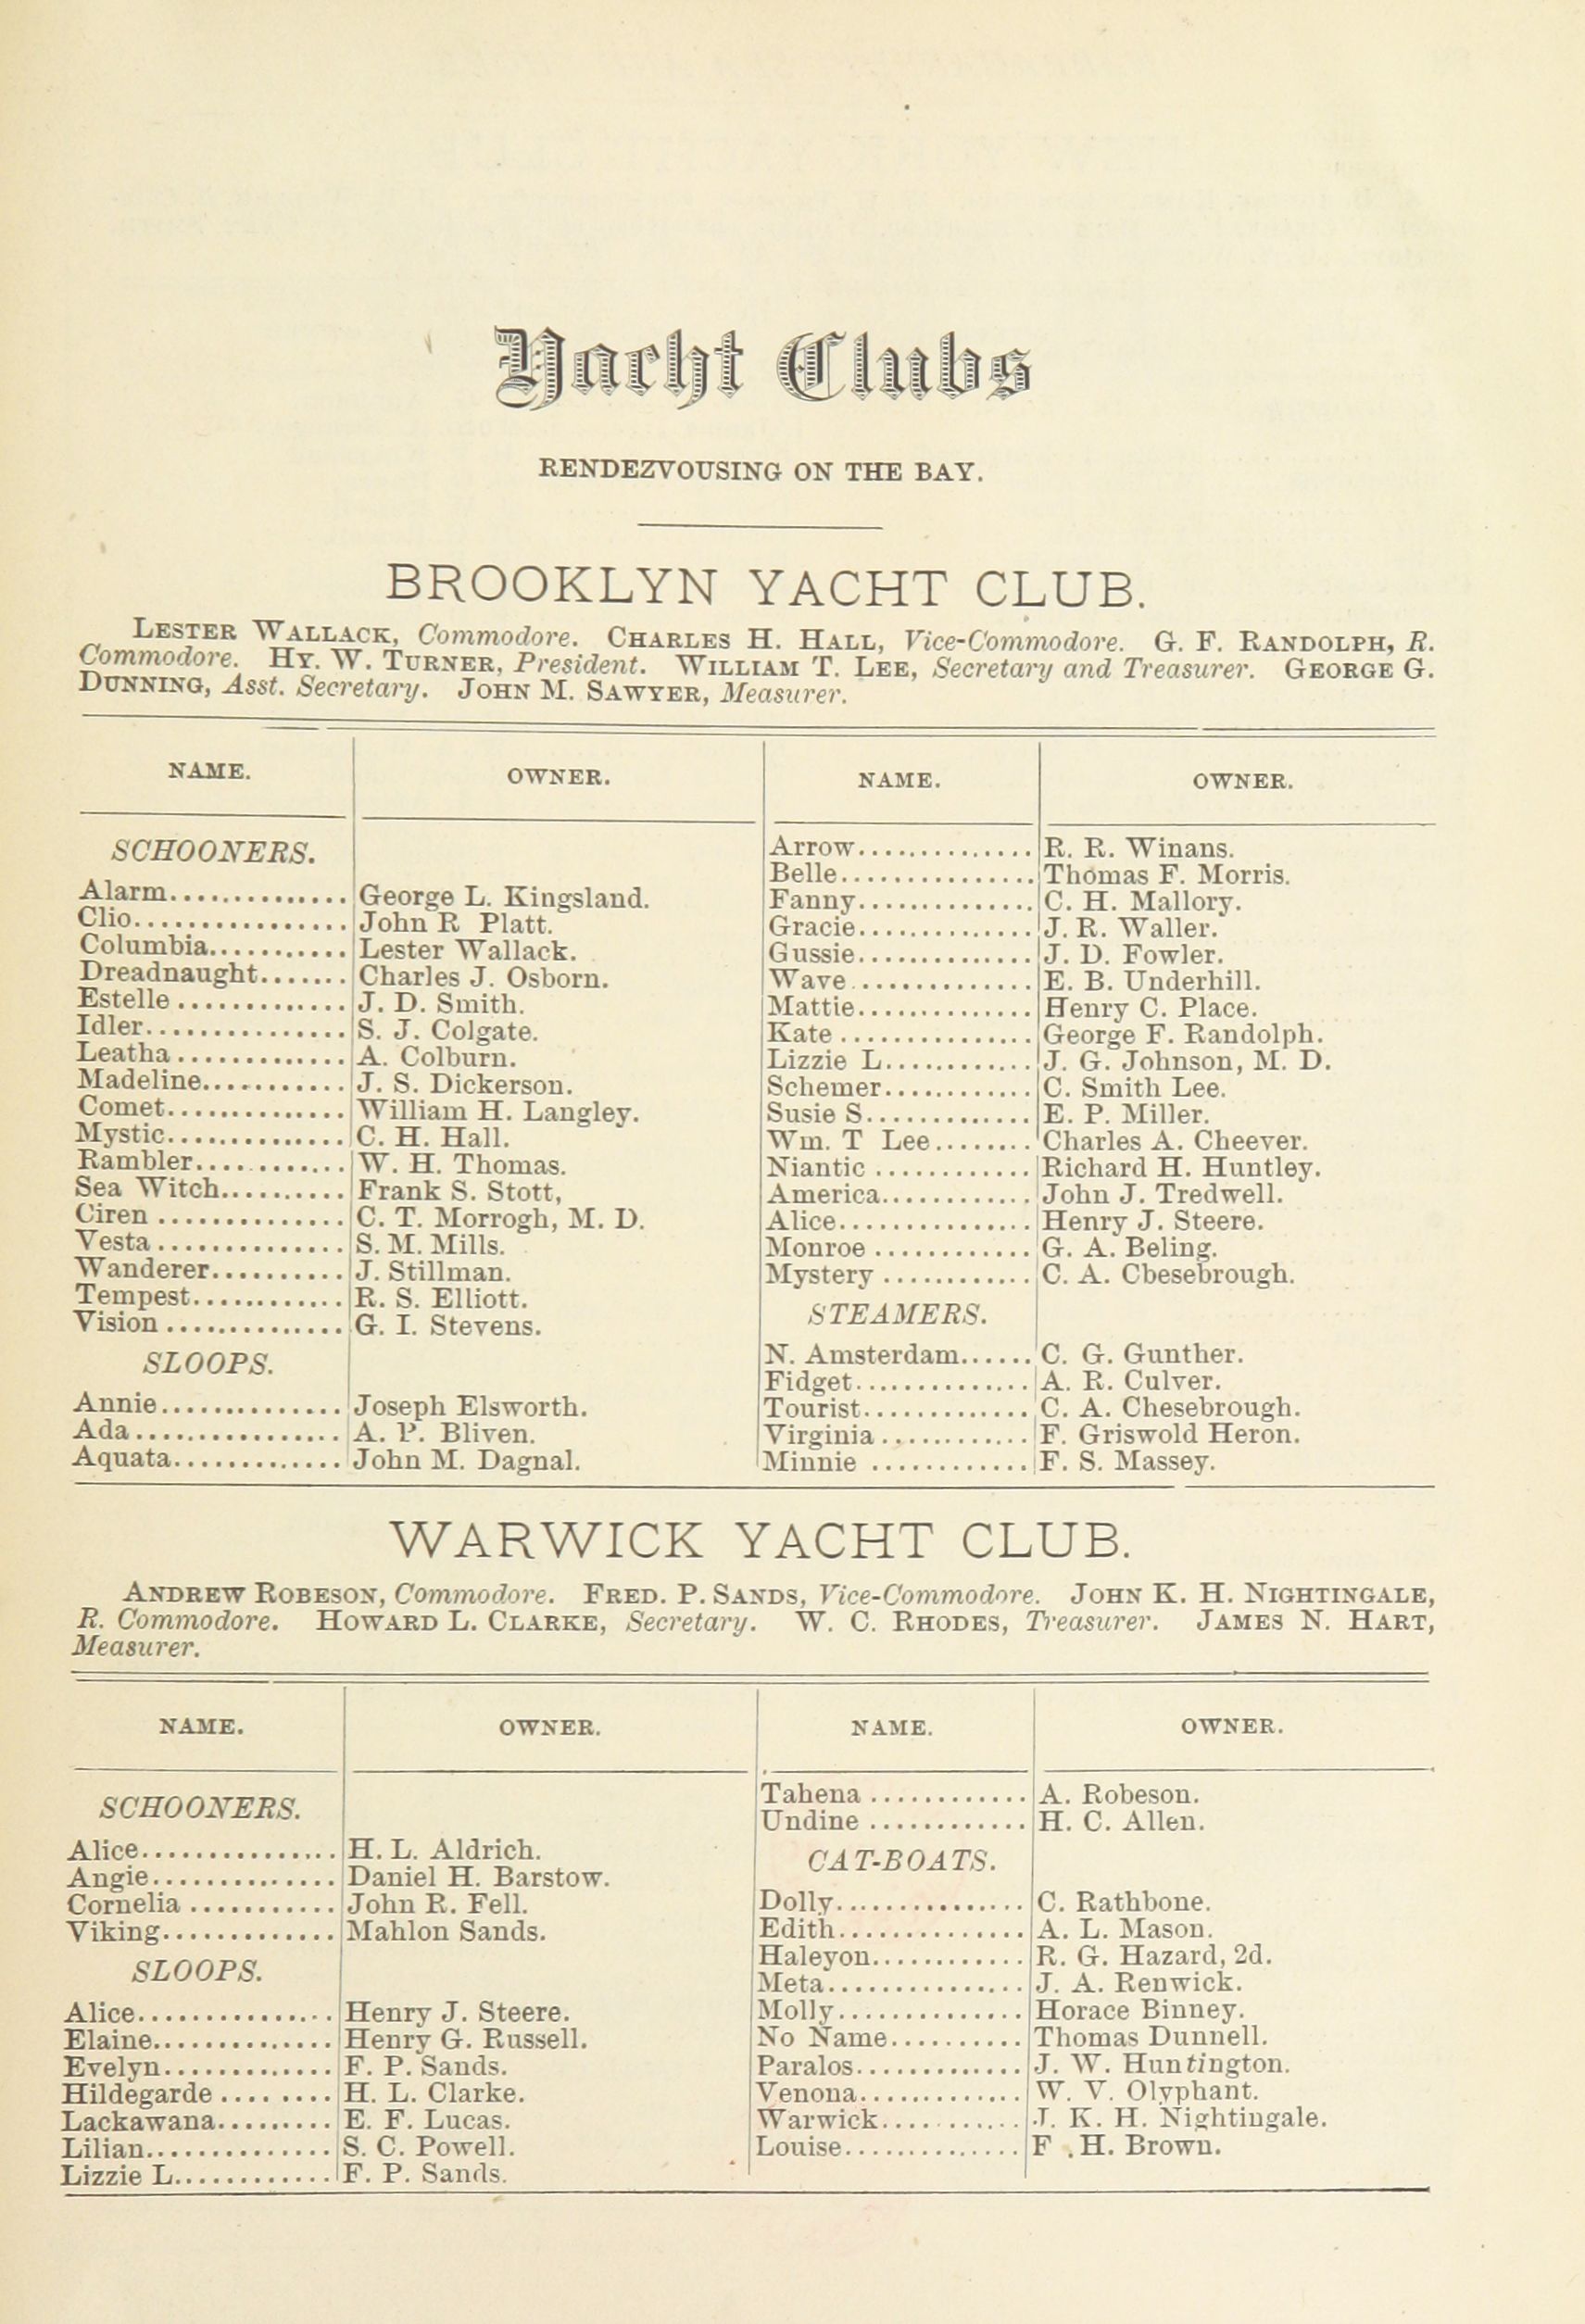 Yacht Clubs
RENDEZVOUSING ON THE BAY.
BROOKLYN YACHT CLUB.
LESTER WALLACK, Commodore. CHARLES H. HALL, Vice-Commodore. G. F. RANDOLPH, R.
Commodore. HY. W. TURNER, President. WILLIAM T. LEE, Secretary and Treasurer. GEORGE G.
DUNNING, Asst. Secretary. JOHN M. SAWYER, Measurer.
NAME. OWNER.
SCHOONERS.
Alarm.............. George L. Kingsland.
Clio................ John R Platt.
Columbia........... Lester Wallack.
Dreadnaught....... Charles J. Osborn.
Estelle ............. J. D. Smith.
Idler............... S. J. Colgate.
Leatha ............. A. Colburn.
Madeline........... J. S. Dickerson.
Comet.............. William H. Langley.
Mystic.............. C. H. Hall.
Rambler............ W. H. Thomas.
Sea Witch.......... Frank S. Stott,
Ciren .............. C. T. Morrogh, M. D.
Vesta .............. S. M. Mills.
Wanderer.......... J. Stillman.
Tempest............ R. S. Elliott.
Vision .............. G. I. Stevens.
SLOOPS.
Annie.............. Joseph Elsworth.
Ada................ A. P. Bliven.
Aquata............. John M. Dagnal.
NAME. OWNER.
Arrow.............. R. R. Winans.
Belle............... Thomas F. Morris.
Fanny.............. C. H. Mallory.
Gracie.............. J. R. Waller.
Gussie.............. J. D. Fowler.
Wave.............. E. B. Underhill.
Mattie.............. Henry C. Place.
Kate ............... George F. Randolph.
Lizzie L............ J. G. Johnson, M. D.
Schemer............ C. Smith Lee.
Susie S............. E. P. Miller.
Wm. T Lee........ Charles A. Cheever.
Niantic ............ Richard H. Huntley.
America............ John J. Tredwell.
Alice............... Henry J. Steere.
Monroe ............ G. A. Beling.
Mystery ............ C. A. Cbesebrough.
STEAMERS.
N. Amsterdam...... C. G. Gunther.
Fidget.............. A. R. Culver.
Tourist............. C. A. Chesebrough.
Virginia............ F. Griswold Heron.
Minnie ............ F. S. Massey.
WARWICK YACHT CLUB.
ANDREW ROBESON, Commodore. FRED. P. SANDS, Vice-Commodore. JOHN K. H. NIGHTINGALE,
R. Commodore. HOWARD L. CLARKE, Secretary. W. C. RHODES, Treasurer. JAMES N. HART,
Measurer.
NAME. OWNER.
SCHOONERS.
Alice............... H. L. Aldrich.
Angie.............. Daniel H. Barstow.
Cornelia ........... John R. Fell.
Viking............. Mahlon Sands.
SLOOPS.
Alice............... Henry J. Steere.
Elaine.............. Henry G. Russell.
Evelyn............. F. P. Sands.
Hildegarde .... .... H. L. Clarke.
Lackawana......... E. F. Lucas.
Lilian.............. S. C. Powell.
Lizzie L............ F. P. Sands.
NAME. OWNER.
Tahena ............ A. Robeson.
Undine ............ H. C. Allen.
CAT-BOATS.
Dolly.............. C. Rathbone.
Edith.............. A. L. Mason.
Haleyon........... R. G. Hazard, 2d.
Meta............... J. A. Renwick.
Molly.............. Horace Binney.
No Name.......... Thomas Dunnell.
Paralos............. J. W. Huntington.
Venona............ W. V. Olyphant.
Warwick........... J. K. H. Nightingale.
Louise............. F . H. Brown.